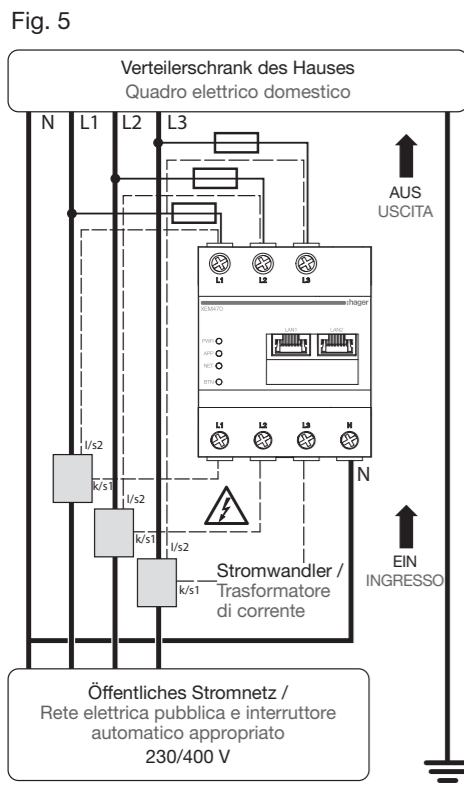 Fig. 5
Verteilerschrank des Hauses
Quadro elettrico domestico
N L1 L2 L3
AUS
USCITA
L1 L2 L3
:hager
XEM470
LAN1 LAN2
PWR
APP
NET
BTN
L1 L2 L3 N
l/s2
k/s1
N
l/s2
k/s1
l/s2
k/s1
EIN
INGRESSO
Stromwandler /
Trasformatore
di corrente
Öffentliches Stromnetz /
Rete elettrica pubblica e interruttore
automatico appropriato
230/400 V